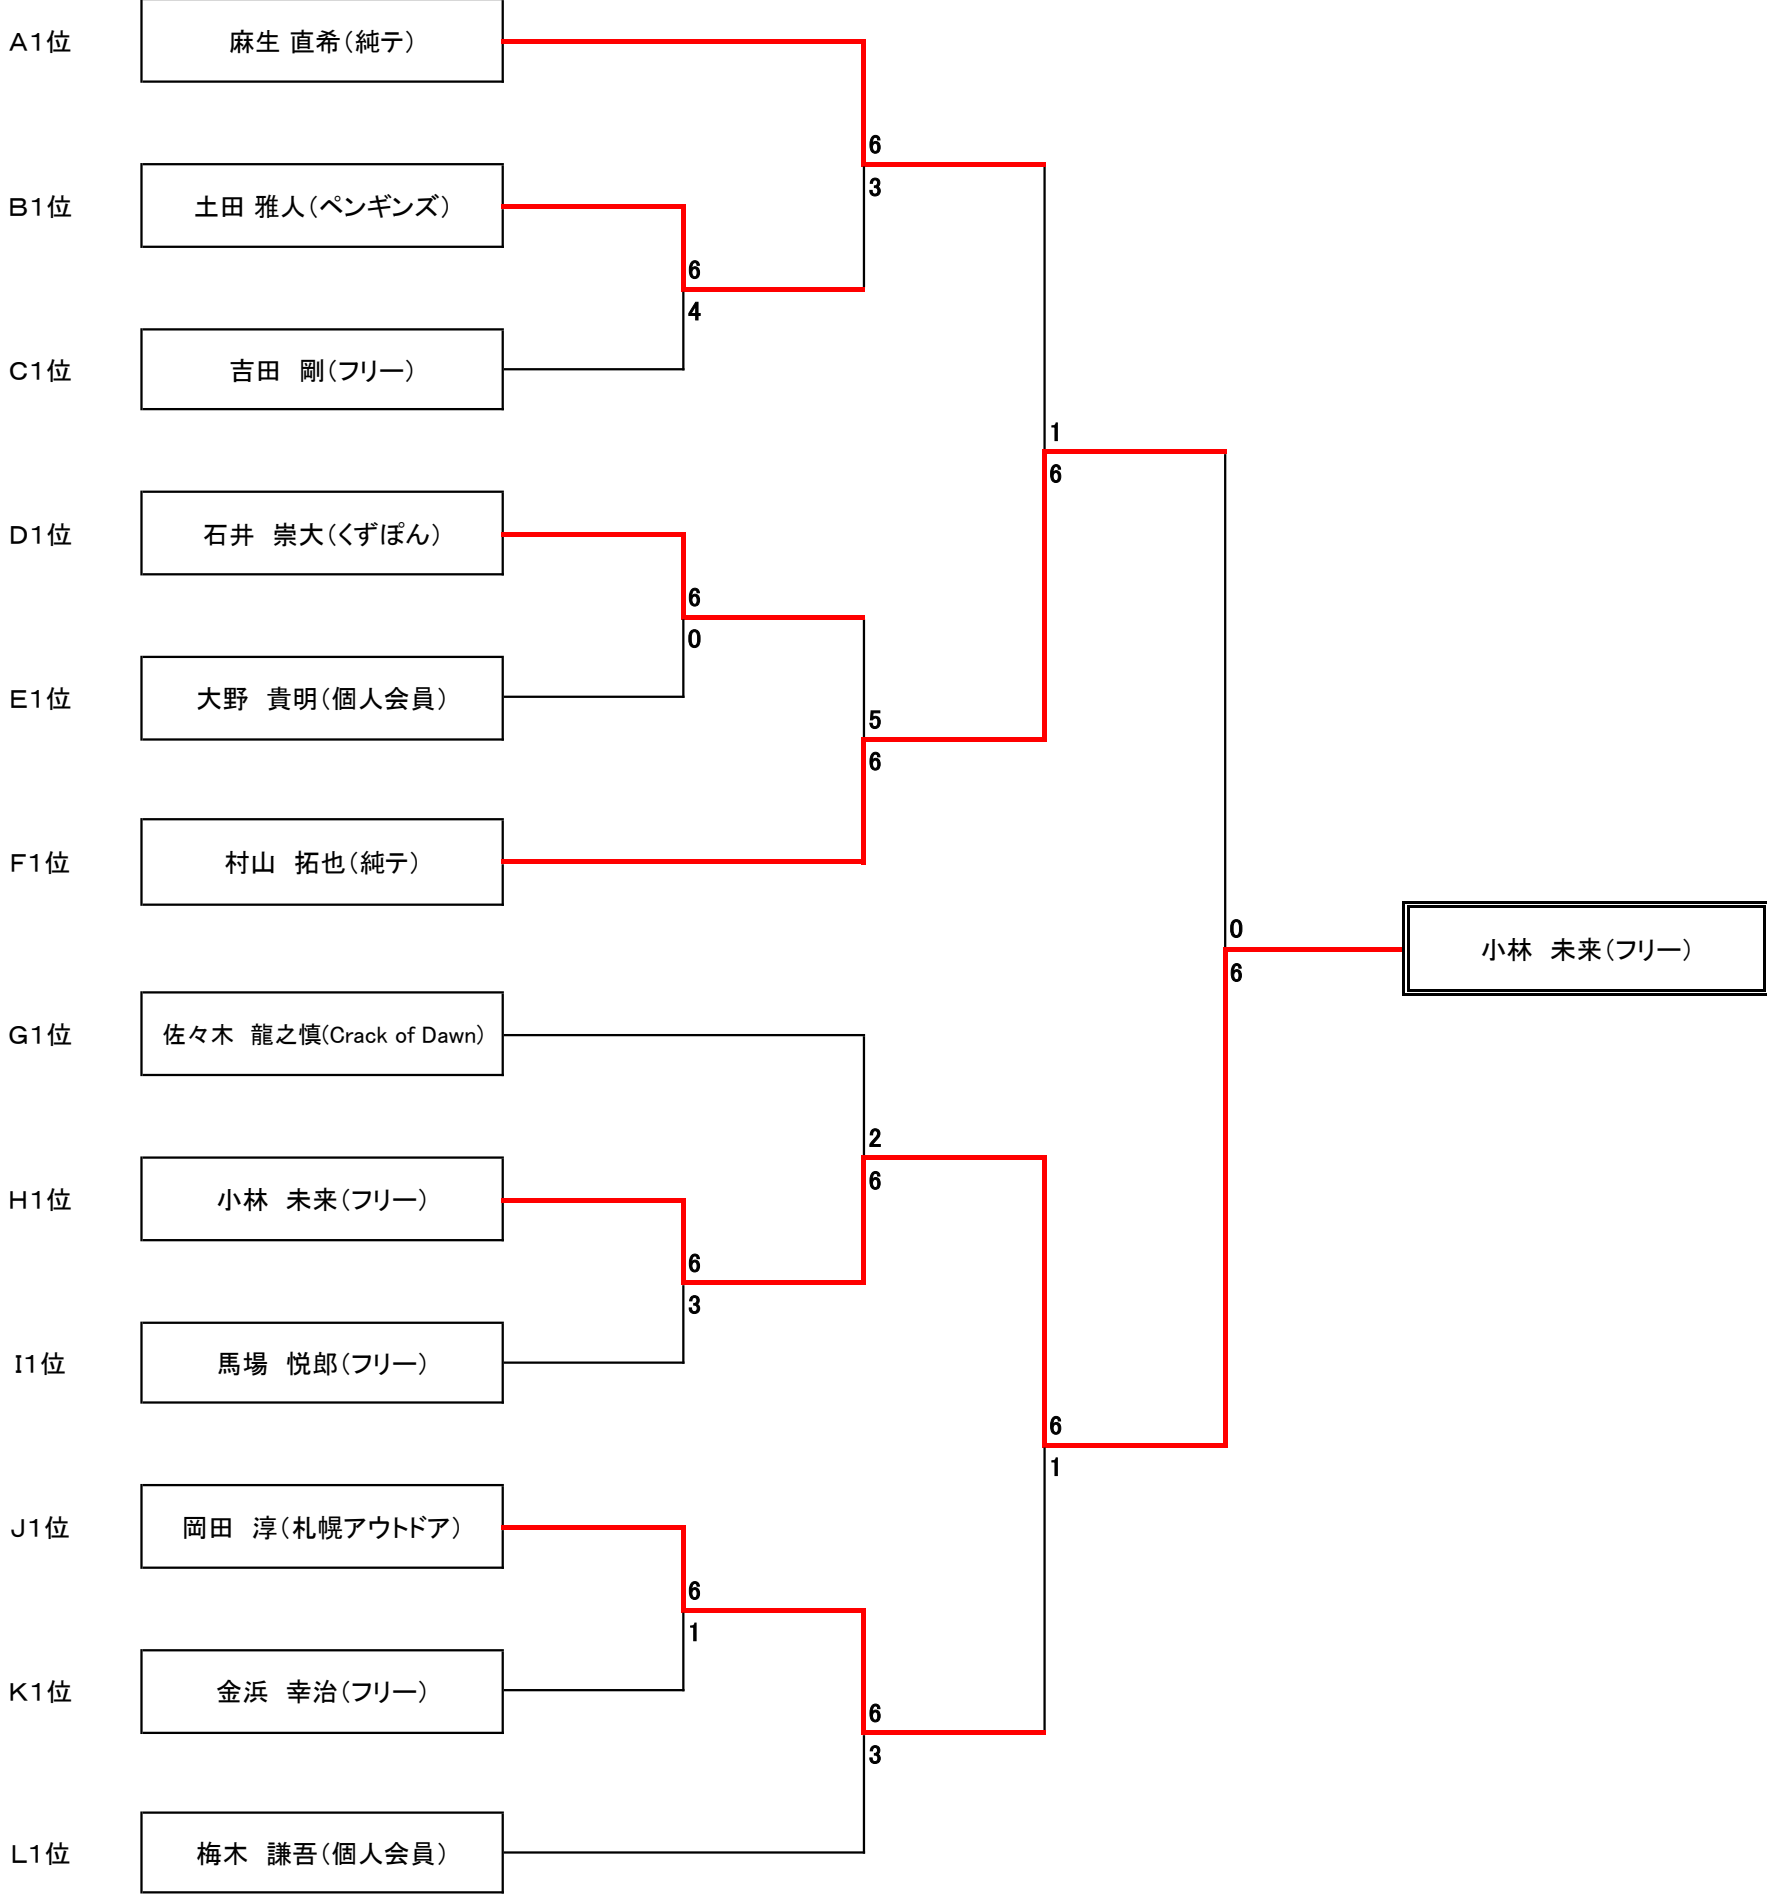 A1位
麻生 直希(純テ)
6
3
B1位
土田 雅人(ペンギンズ)
6
4
C1位
吉田　剛(フリー)
1
6
D1位
石井　崇大(くずぽん)
6
0
E1位
大野　貴明(個人会員)
5
6
F1位
村山　拓也(純テ)
0
6
小林　未来(フリー)
G1位
佐々木　龍之慎(Crack of Dawn)
2
6
H1位
小林　未来(フリー)
6
3
I1位
馬場　悦郎(フリー)
6
1
J1位
岡田　淳(札幌アウトドア)
6
1
K1位
金浜　幸治(フリー)
6
3
L1位
梅木　謙吾(個人会員)